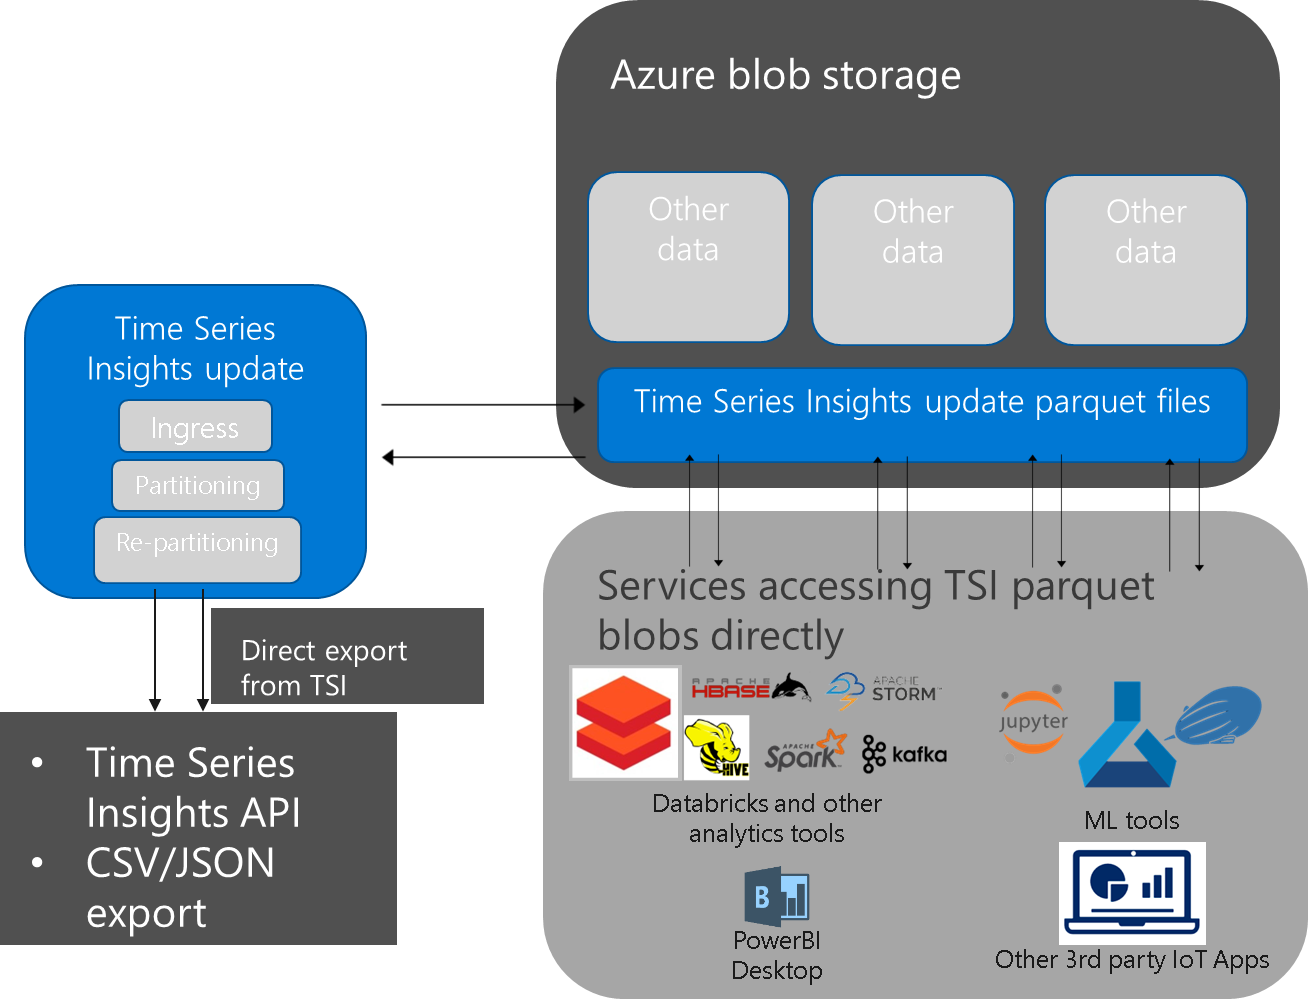 Azure blob storage
Other
data
Other
data
Other
data
Time Series Insights update parquet files
Time Series
Insights update
Ingress
Partitioning
Re-partitioning
Direct export
from TSI
• Time Series
Insights API
• CSV/JSON
export
Services accessing TSI parquet
blobs directly
APACHE
HBASE
APACHE
STORM™
HIVE
APACHE
Spark™
kafka
Databricks and other
analytics tools
jupyter
ML tools
B
PowerBI
Desktop
Other 3rd party IoT Apps